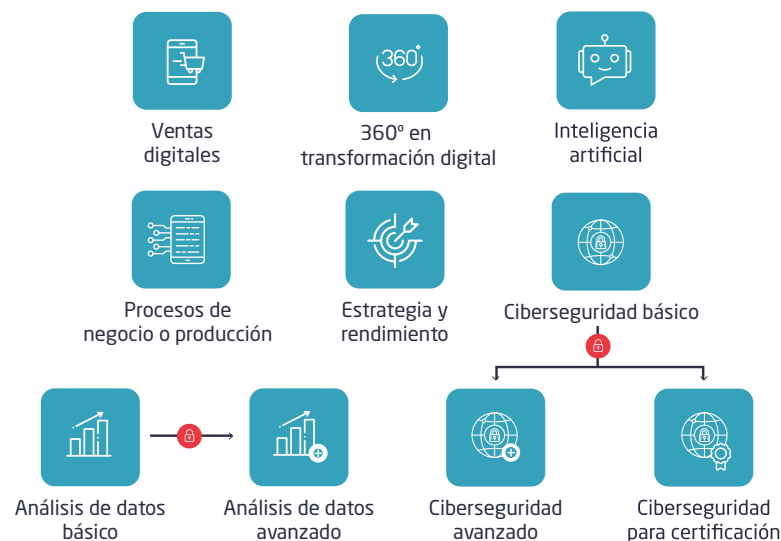 360°
Ventas
digitales
360º en
transformación digital
Inteligencia
artificial
Procesos de
negocio o producción
Estrategia y
rendimiento
Ciberseguridad básico
Análisis de datos
básico
Análisis de datos
avanzado
Ciberseguridad
avanzado
Ciberseguridad
para certificación